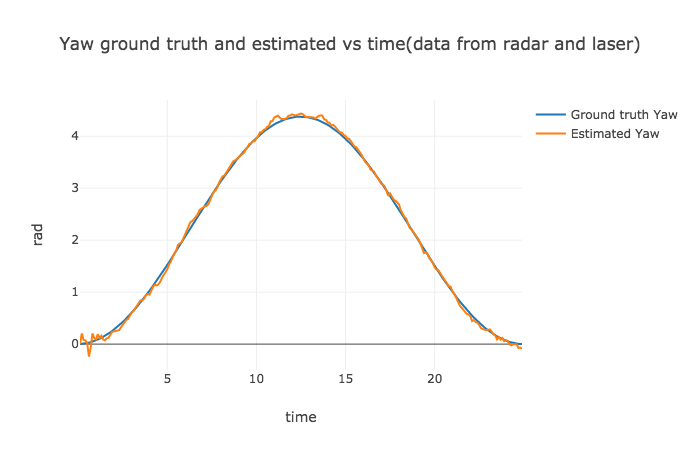 Yaw ground truth and estimated vs time(data from radar and laser)
Ground truth Yaw
Estimated Yaw
4
3
2
1
0
rad
5
10
15
20
time